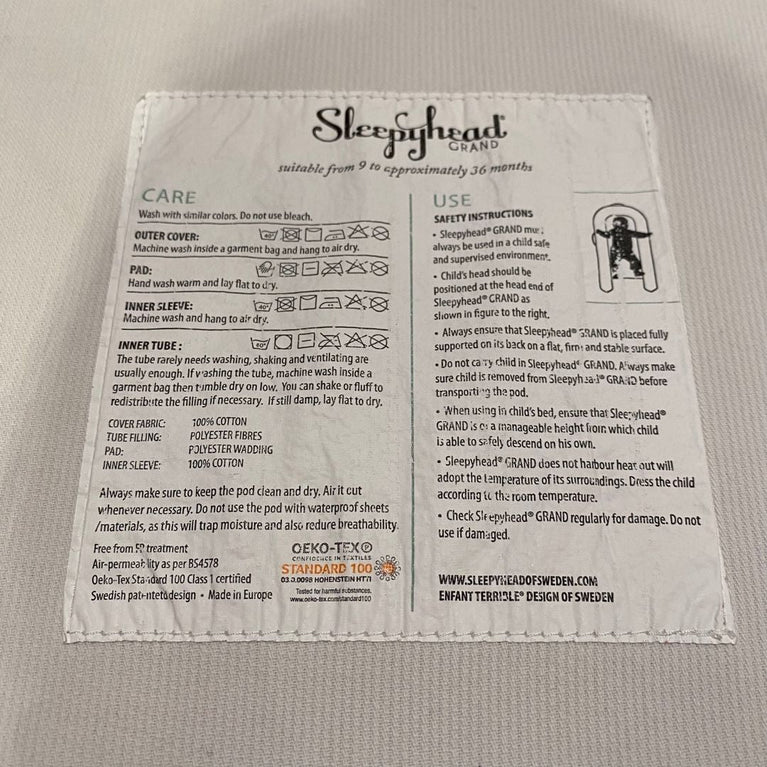 Sleepyhead®
GRAND
suitable from 9 to approximately 36 months
CARE
Wash with similar colors. Do not use bleach.
OUTER COVER:
Machine wash inside a garment bag and hang to air dry.
PAD:
Hand wash warm and lay flat to dry.
INNER SLEEVE:
Machine wash and hang to air dry.
INNER TUBE:
The tube rarely needs washing, shaking and ventilating are
usually enough. If washing the tube, machine wash inside a
garment bag then tumble dry on low. You can shake or fluff to
redistribute the filling if necessary. If still damp, lay flat to dry.
COVER FABRIC: 100% COTTON
TUBE FILLING: POLYESTER FIBRES
PAD: POLYESTER WADDING
INNER SLEEVE: 100% COTTON
Always make sure to keep the pod clean and dry. Air it out
whenever necessary. Do not use the pod with waterproof sheets
/materials, as this will trap moisture and also reduce breathability.
Free from FR treatment
Air-permeability as per BS4578
Oeko-Tex Standard 100 Class 1 certified
Swedish patented design • Made in Europe
OEKO-TEX®
CONFIDENCE IN TEXTILES
STANDARD 100
03.0.0098 HOHENSTEIN HTTI
Tested for harmful substances.
www.oeko-tex.com/standard100
USE
SAFETY INSTRUCTIONS
• Sleepyhead® GRAND must
always be used in a child safe
and supervised environment.
• Child's head should be
positioned at the head end of
Sleepyhead® GRAND as
shown in figure to the right.
• Always ensure that Sleepyhead® GRAND is placed fully
supported on its back on a flat, firm and stable surface.
• Do not carry child in Sleepyhead® GRAND. Always make
sure child is removed from Sleepyhead® GRAND before
transporting the pod.
• When using in child's bed, ensure that Sleepyhead®
GRAND is on a manageable height from which child
is able to safely descend on his own.
• Sleepyhead® GRAND does not harbour heat but will
adopt the temperature of its surroundings. Dress the child
according to the room temperature.
• Check Sleepyhead® GRAND regularly for damage. Do not
use if damaged.
WWW.SLEEPYHEADOFSWEDEN.COM
ENFANT TERRIBLE® DESIGN OF SWEDEN